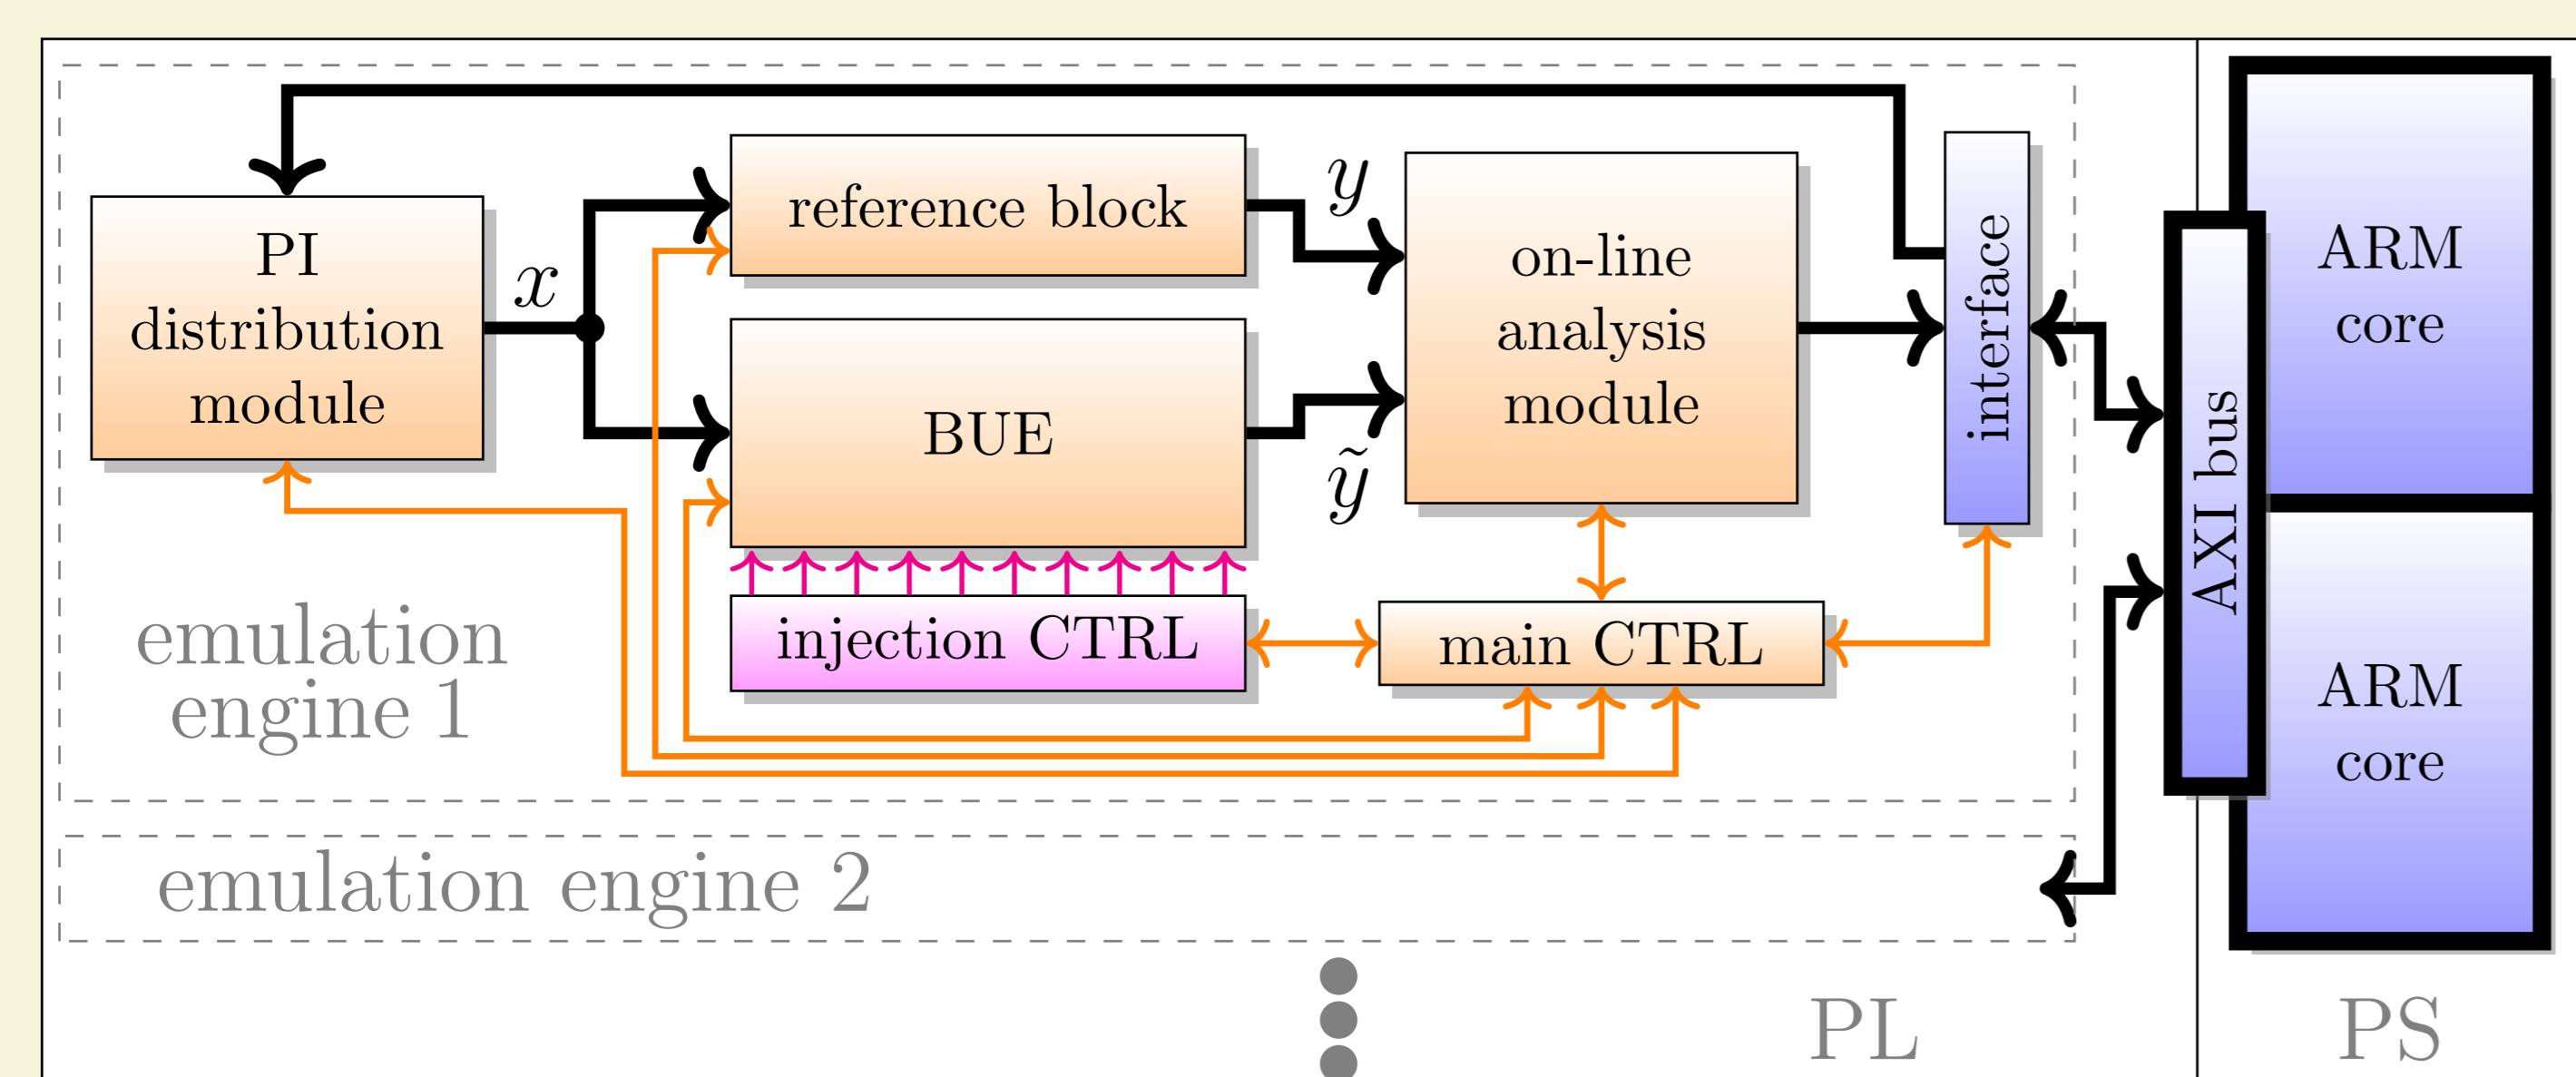 PI
distribution
module
x
reference block
BUE
injection CTRL
y
ỹ
on-line
analysis
module
main CTRL
interface
AXI bus
ARM
core
ARM
core
emulation
engine 1
emulation engine 2
PL
PS